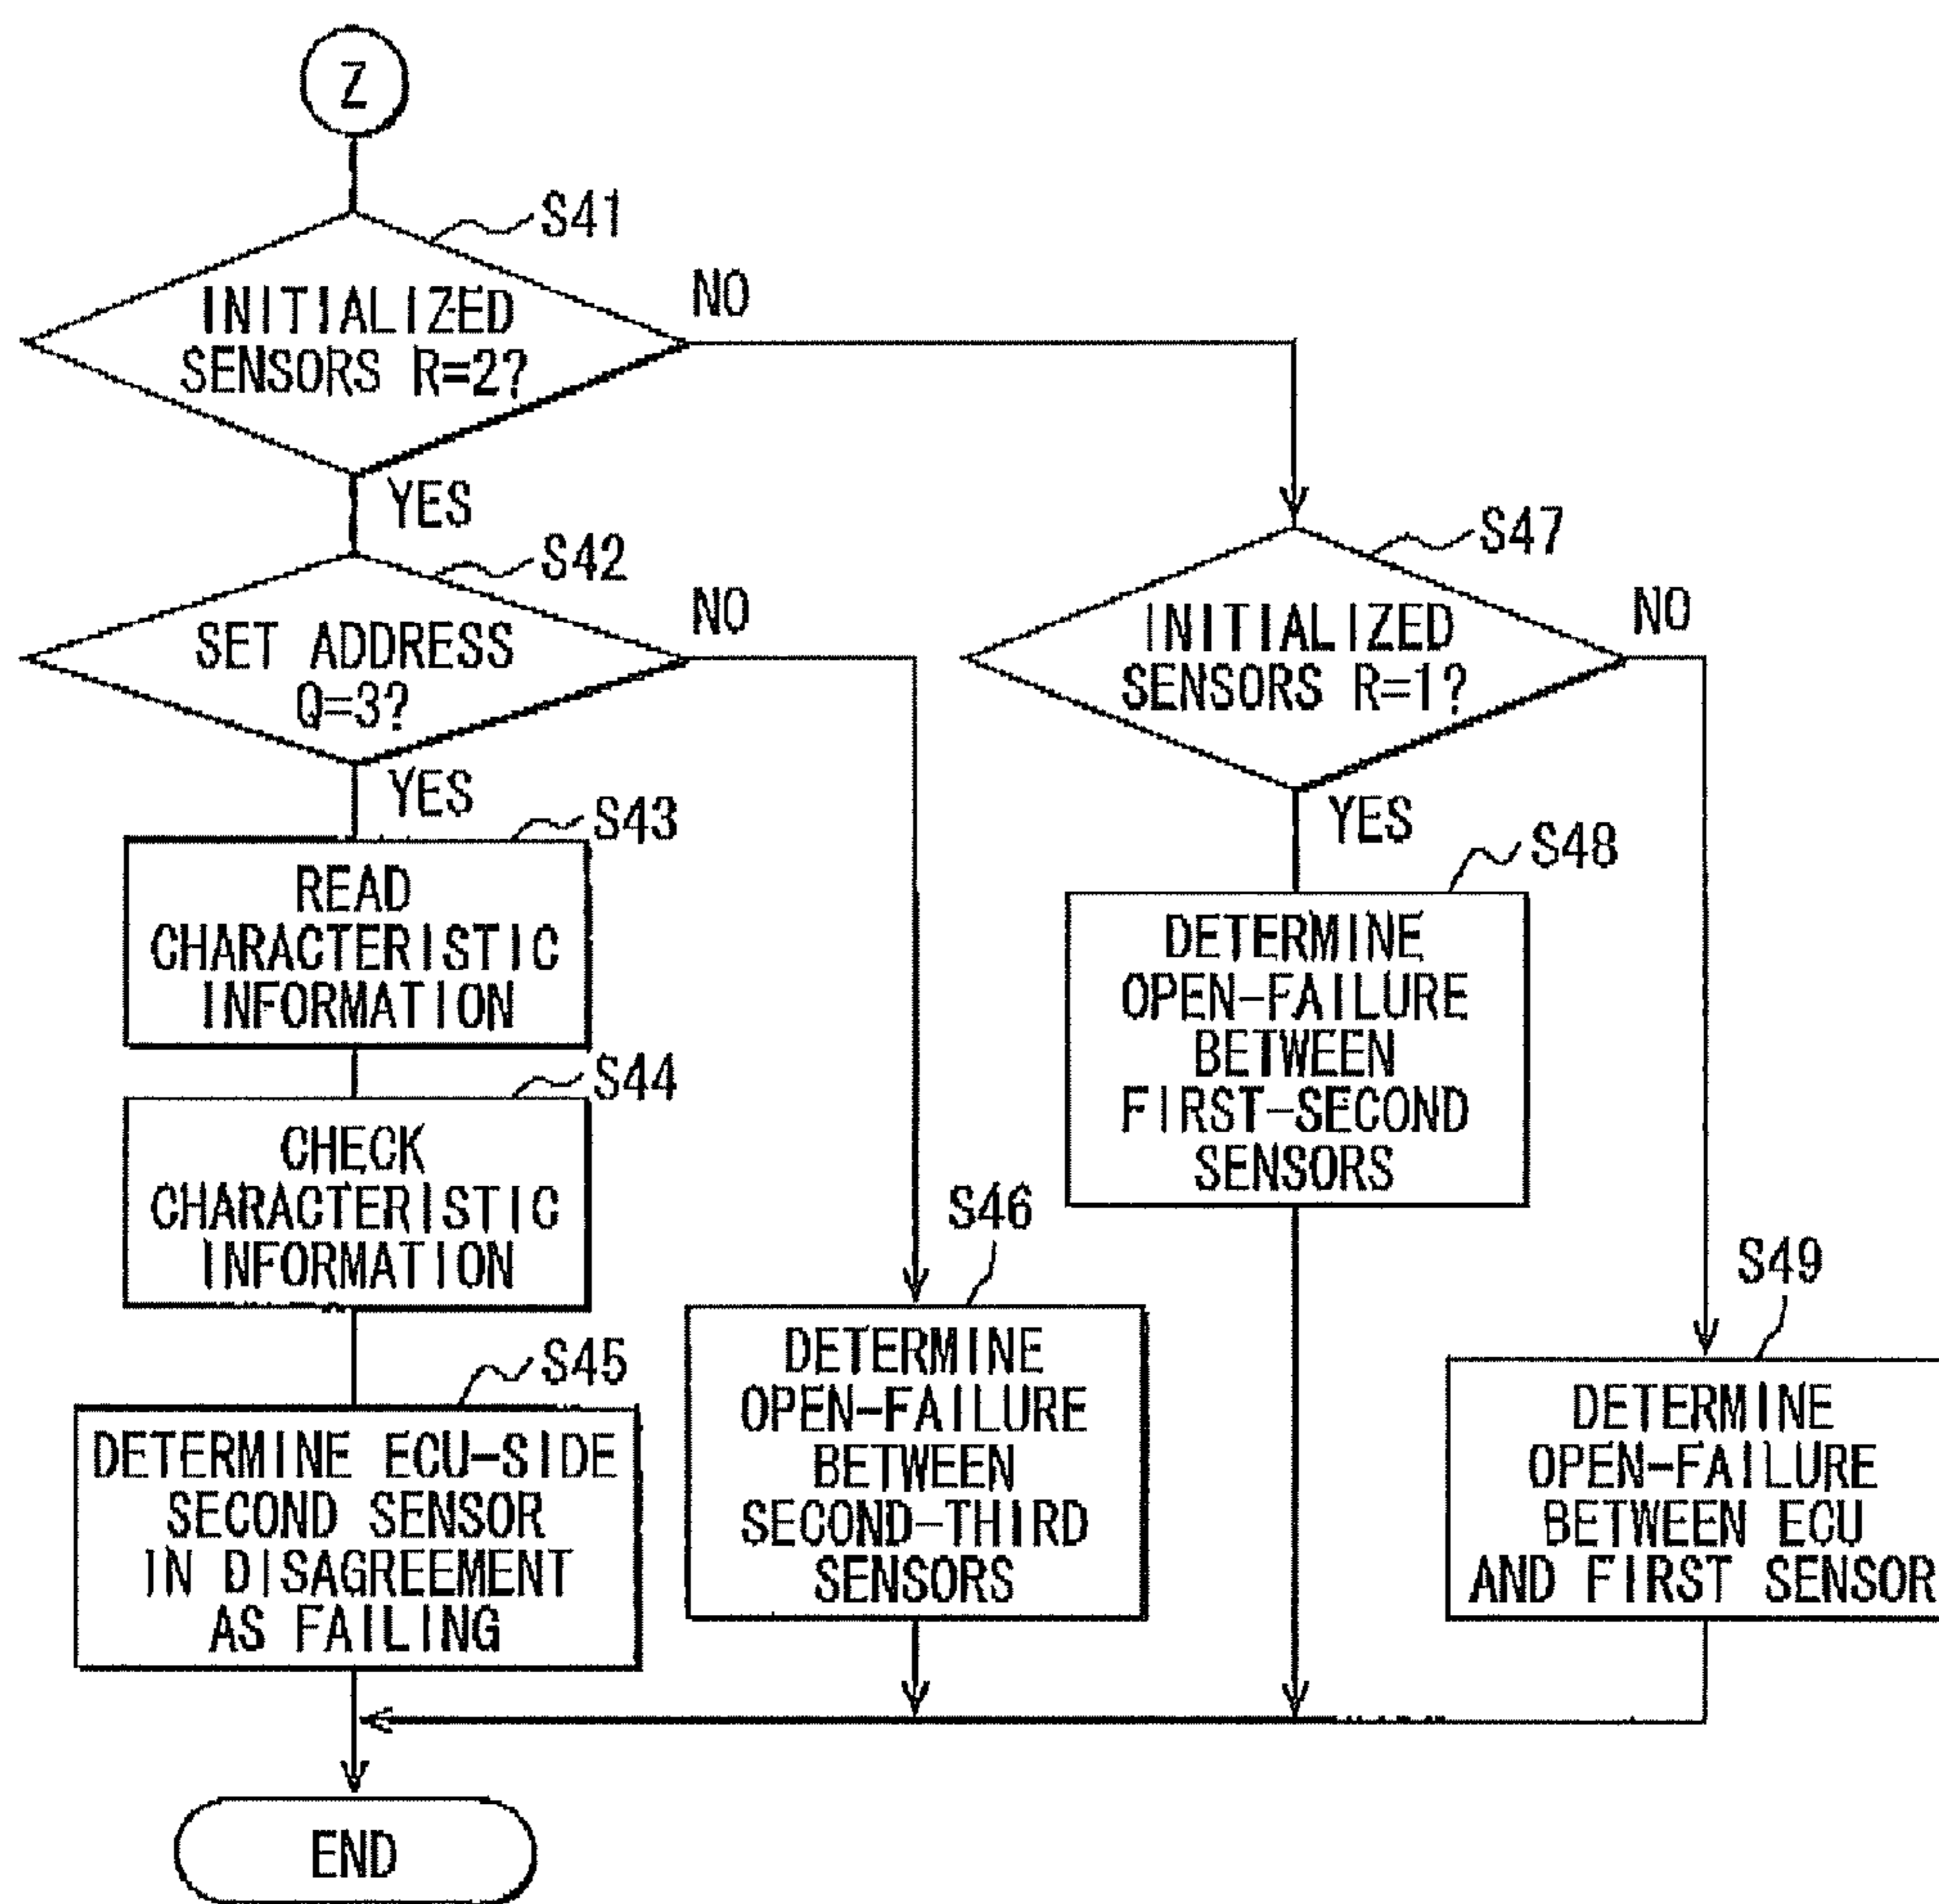 Z
S41
INITIALIZED
SENSORS R=2?
NO
YES
S42
SET ADDRESS
Q=3?
NO
YES
S43
READ
CHARACTERISTIC
INFORMATION
S44
CHECK
CHARACTERISTIC
INFORMATION
S45
DETERMINE ECU-SIDE
SECOND SENSOR
IN DISAGREEMENT
AS FAILING
S46
DETERMINE
OPEN-FAILURE
BETWEEN
SECOND-THIRD
SENSORS
S47
INITIALIZED
SENSORS R=1?
NO
YES
S48
DETERMINE
OPEN-FAILURE
BETWEEN
FIRST-SECOND
SENSORS
S49
DETERMINE
OPEN-FAILURE
BETWEEN ECU
AND FIRST SENSOR
END